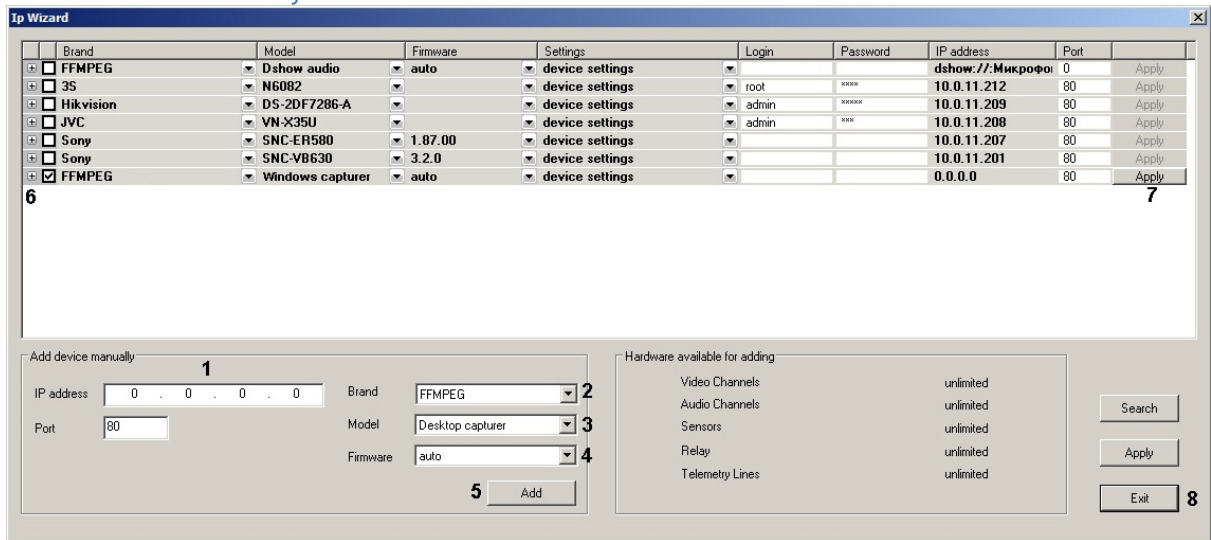 Ip Wizard
Brand Model Firmware Settings Login Password IP address Port
FFMPEG Dshow audio auto device settings dshow://:Микрофо 0 Apply
3S N6082 device settings root **** 10.0.11.212 80 Apply
Hikvision DS-2DF7286-A device settings admin ***** 10.0.11.209 80 Apply
JVC VN-X35U device settings admin *** 10.0.11.208 80 Apply
Sony SNC-ER580 1.87.00 device settings 10.0.11.207 80 Apply
Sony SNC-VB630 3.2.0 device settings 10.0.11.201 80 Apply
FFMPEG Windows capturer auto device settings 0.0.0.0 80 Apply
6 7
Add device manually
1
IP address 0 . 0 . 0 . 0
Port 80
Brand FFMPEG 2
Model Desktop capturer 3
Firmware auto 4
5 Add
Hardware available for adding
Video Channels unlimited
Audio Channels unlimited
Sensors unlimited
Relay unlimited
Telemetry Lines unlimited
Search
Apply
Exit 8